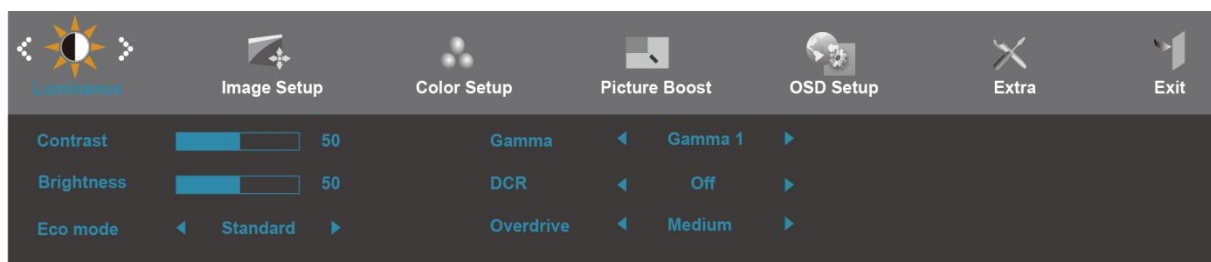 Luminance Image Setup Color Setup Picture Boost OSD Setup Extra Exit
Contrast 50 Gamma Gamma 1
Brightness 50 DCR Off
Eco mode Standard Overdrive Medium